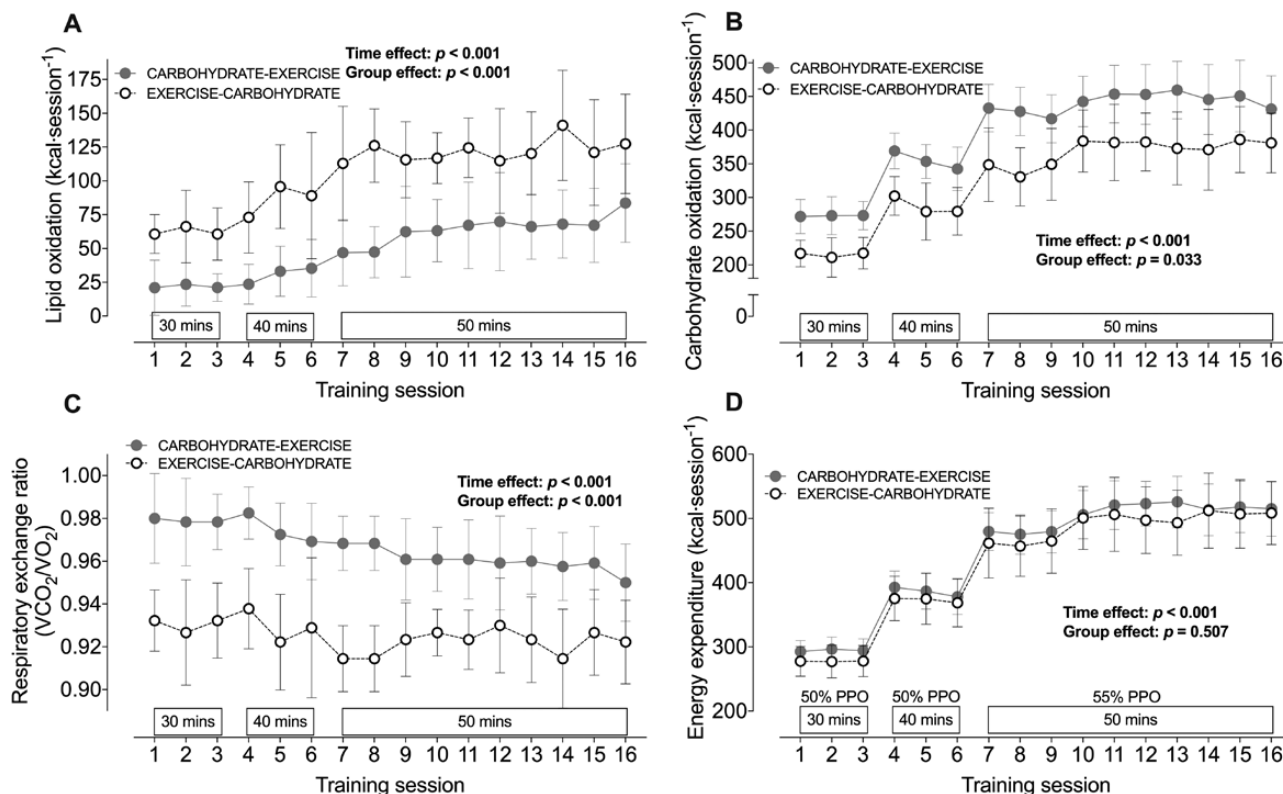 A
Time effect: p < 0.001
Group effect: p < 0.001
CARBOHYDRATE-EXERCISE
EXERCISE-CARBOHYDRATE
Lipid oxidation (kcal·session⁻¹)
200
175
150
125
100
75
50
25
0
30 mins
40 mins
50 mins
1 2 3 4 5 6 7 8 9 10 11 12 13 14 15 16
Training session
B
CARBOHYDRATE-EXERCISE
EXERCISE-CARBOHYDRATE
Carbohydrate oxidation (kcal·session⁻¹)
500
450
400
350
300
250
200
0
Time effect: p < 0.001
Group effect: p = 0.033
30 mins
40 mins
50 mins
1 2 3 4 5 6 7 8 9 10 11 12 13 14 15 16
Training session
C
CARBOHYDRATE-EXERCISE
EXERCISE-CARBOHYDRATE
Time effect: p < 0.001
Group effect: p < 0.001
Respiratory exchange ratio
(VCO₂/VO₂)
1.00
0.98
0.96
0.94
0.92
0.90
30 mins
40 mins
50 mins
1 2 3 4 5 6 7 8 9 10 11 12 13 14 15 16
Training session
D
CARBOHYDRATE-EXERCISE
EXERCISE-CARBOHYDRATE
Energy expenditure (kcal·session⁻¹)
600
500
400
300
200
Time effect: p < 0.001
Group effect: p = 0.507
50% PPO
50% PPO
55% PPO
30 mins
40 mins
50 mins
1 2 3 4 5 6 7 8 9 10 11 12 13 14 15 16
Training session